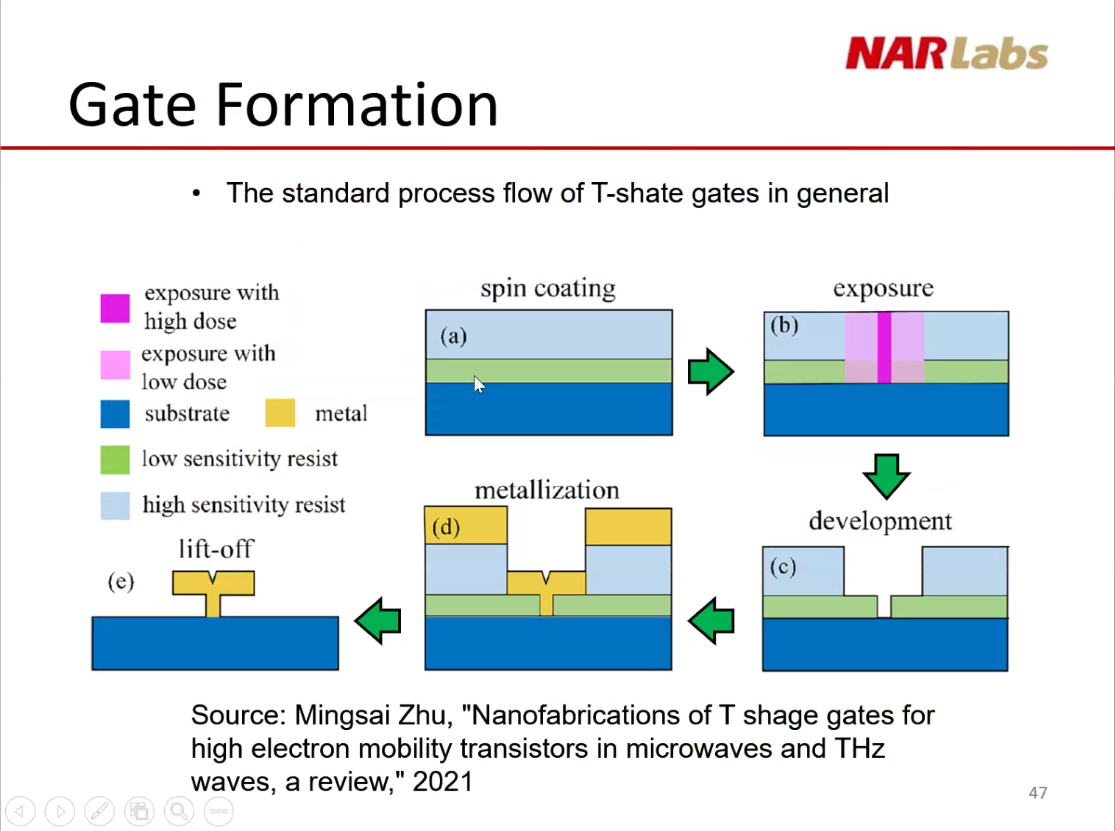 NARLabs
Gate Formation
• The standard process flow of T-shate gates in general
exposure with
high dose
exposure with
low dose
substrate
metal
low sensitivity resist
high sensitivity resist
spin coating
(a)
exposure
(b)
development
(c)
metallization
(d)
lift-off
(e)
Source: Mingsai Zhu, "Nanofabrications of T shage gates for
high electron mobility transistors in microwaves and THz
waves, a review," 2021
47